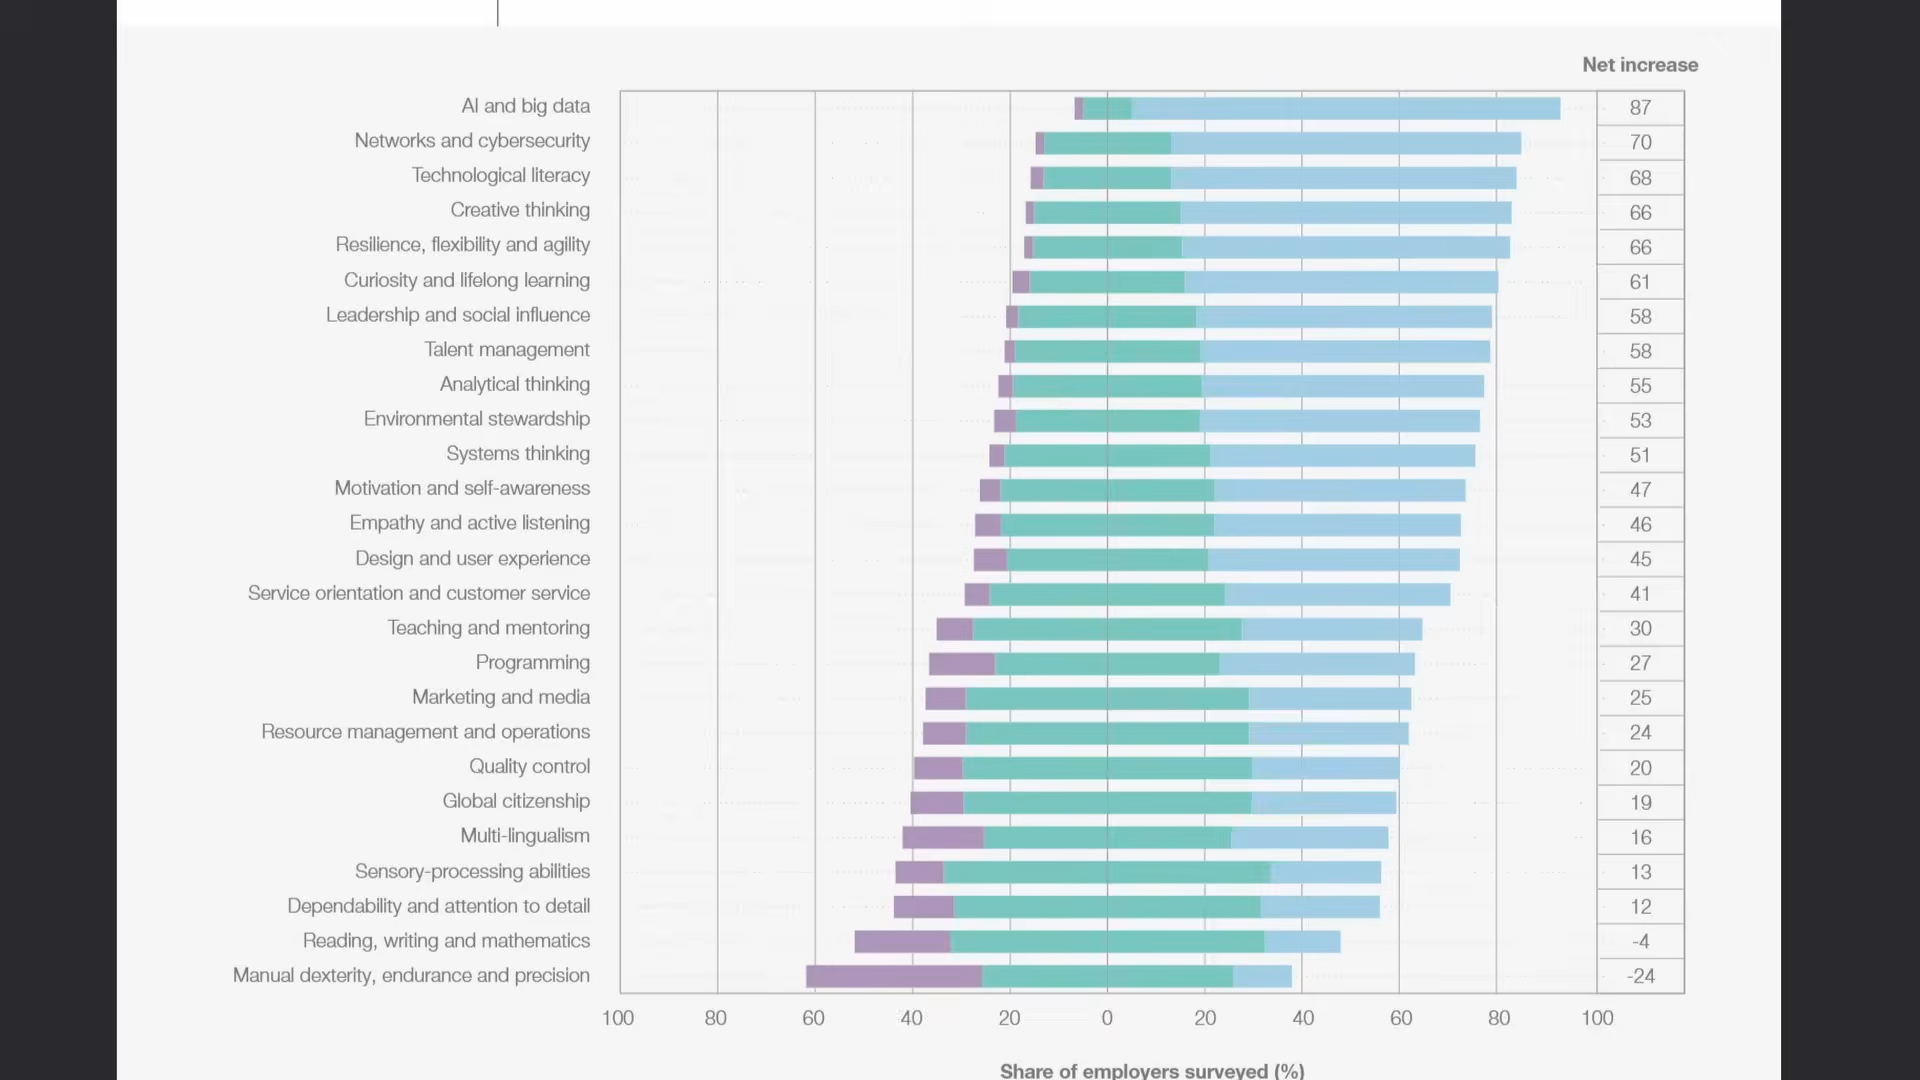 Net increase
AI and big data 87
Networks and cybersecurity 70
Technological literacy 68
Creative thinking 66
Resilience, flexibility and agility 66
Curiosity and lifelong learning 61
Leadership and social influence 58
Talent management 58
Analytical thinking 55
Environmental stewardship 53
Systems thinking 51
Motivation and self-awareness 47
Empathy and active listening 46
Design and user experience 45
Service orientation and customer service 41
Teaching and mentoring 30
Programming 27
Marketing and media 25
Resource management and operations 24
Quality control 20
Global citizenship 19
Multi-lingualism 16
Sensory-processing abilities 13
Dependability and attention to detail 12
Reading, writing and mathematics -4
Manual dexterity, endurance and precision -24
100 80 60 40 20 0 20 40 60 80 100
Share of employers surveyed (%)